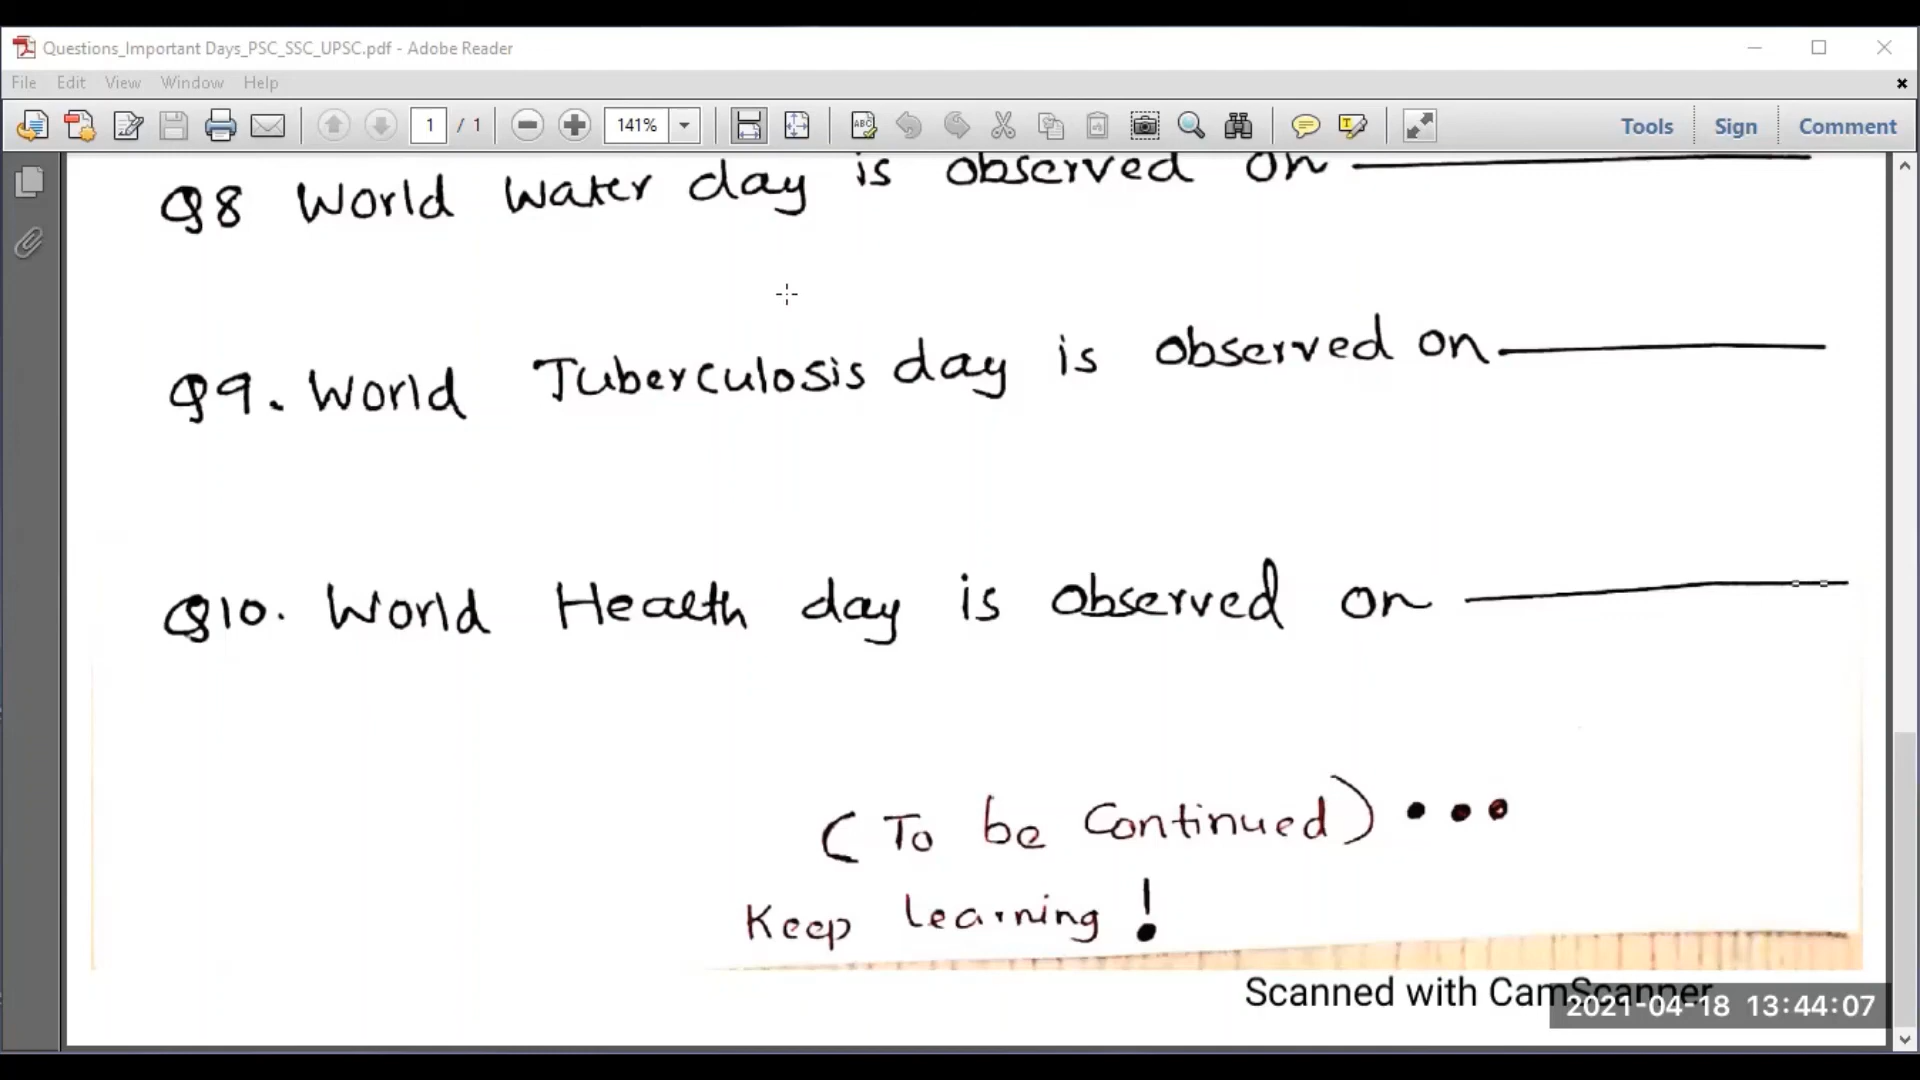 Questions_Important Days_PSC_SSC_UPSC.pdf - Adobe Reader
File Edit View Window Help
1 / 1 141% Tools Sign Comment
Q8 World Water day is observed on
Q9. World Tuberculosis day is observed on
Q10. World Health day is observed on
(To be Continued) •••
Keep Learning !
Scanned with CamScanner
2021-04-18 13:44:07